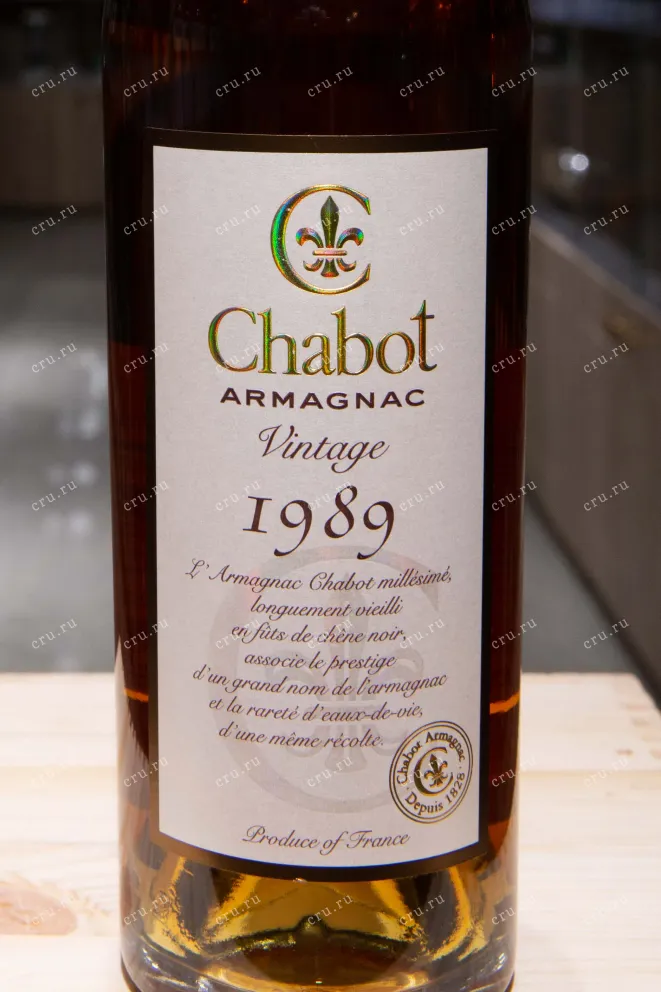 Chabot
ARMAGNAC
Vintage
1989
L'Armagnac Chabot millésimé,
longuement vieilli
en fûts de chêne noir,
associe le prestige
d'un grand nom de l'armagnac
et la rareté d'eaux-de-vie,
d'une même récolte.
Chabot Armagnac
Depuis 1828
Produce of France
cru.ru